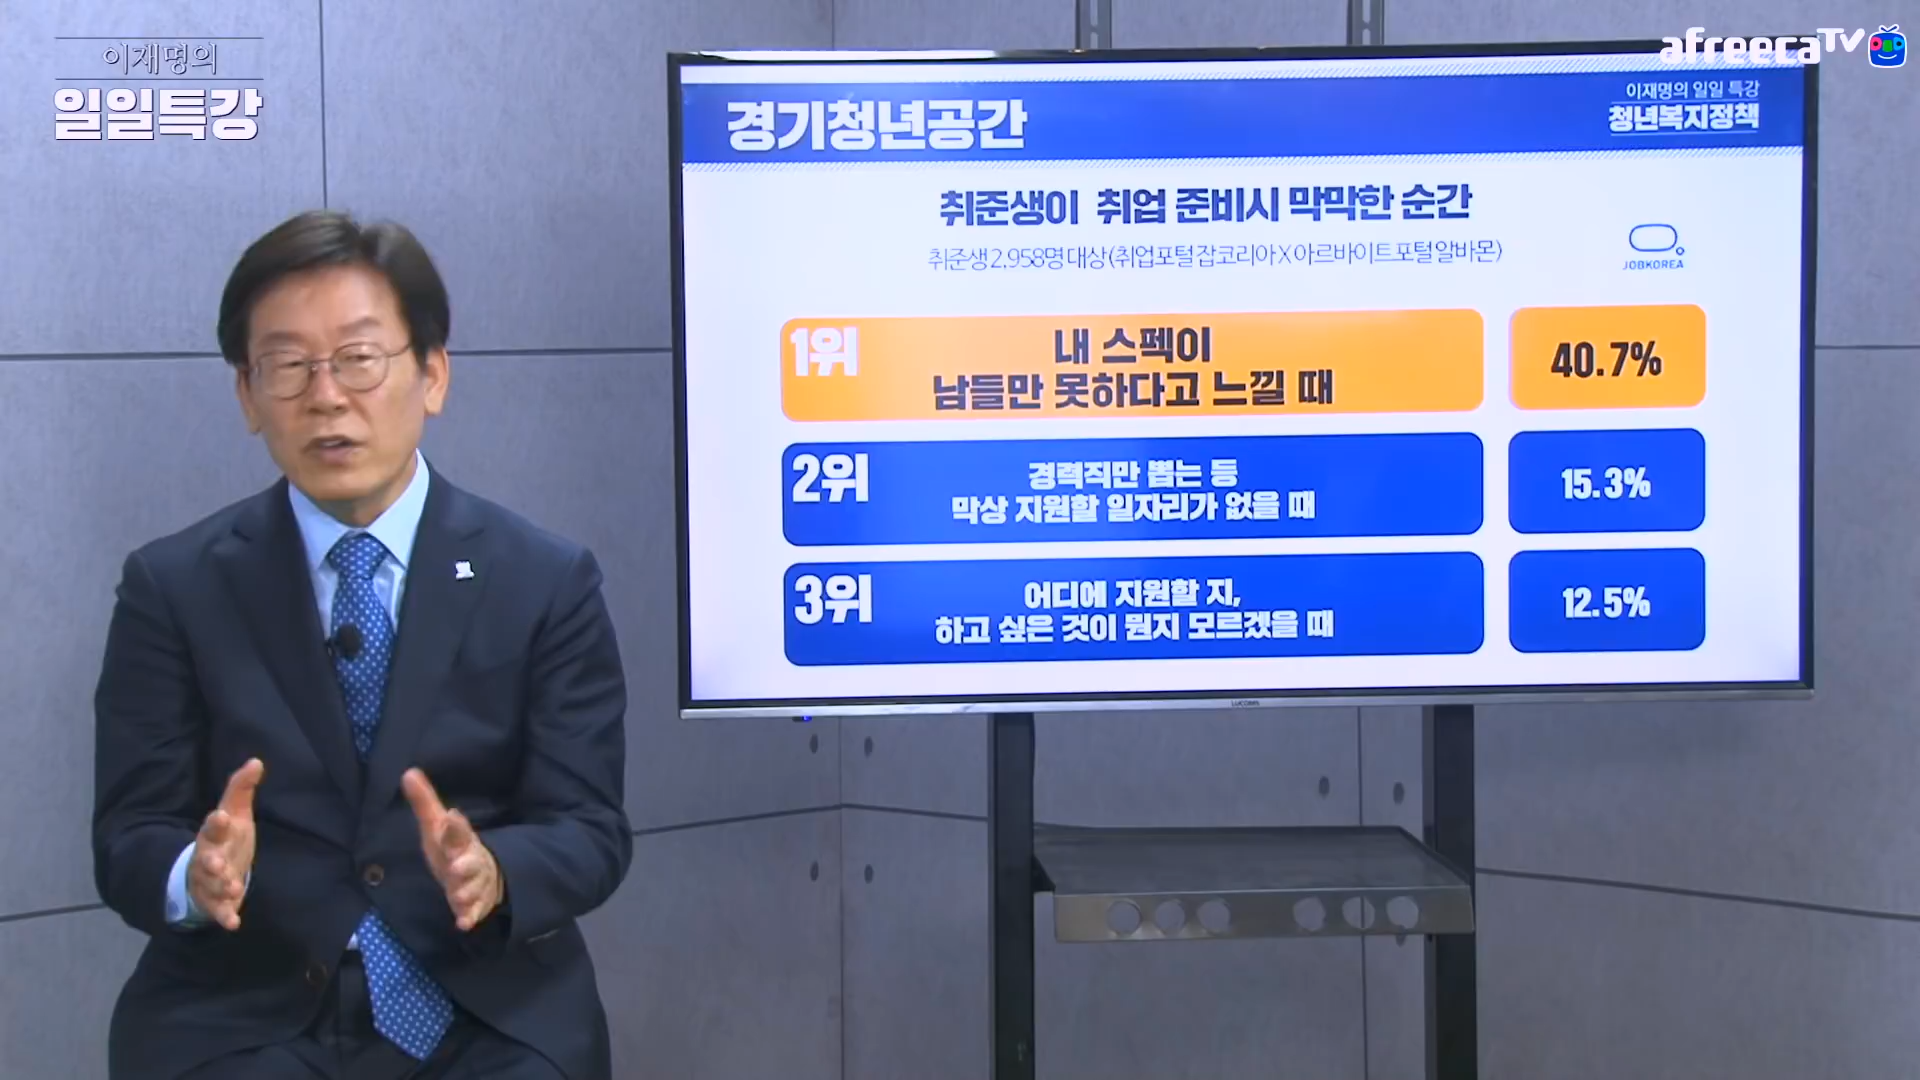 이재명의
일일특강
afreecaTV
경기청년공간
이재명의 일일 특강
청년복지정책
취준생이 취업 준비시 막막한 순간
취준생 2,958명 대상 (취업포털 잡코리아 X 아르바이트 포털 알바몬)
JOBKOREA
1위
내 스펙이
남들만 못하다고 느낄 때
40.7%
2위
경력직만 뽑는 등
막상 지원할 일자리가 없을 때
15.3%
3위
어디에 지원할 지,
하고 싶은 것이 뭔지 모르겠을 때
12.5%
LUCOMS